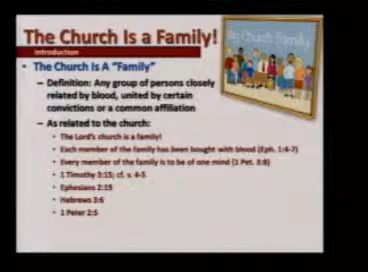 The Church Is a Family!
Introduction
• The Church Is A "Family"
– Definition: Any group of persons closely
related by blood, united by certain
convictions or a common affiliation
– As related to the church:
• The Lord's church is a family!
• Each member of the family has been bought with blood (Eph. 1:4-7)
• Every member of the family is to be of one mind (1 Pet. 3:8)
• 1 Timothy 3:15; cf. v. 4-5
• Ephesians 2:19
• Hebrews 3:6
• 1 Peter 2:5
My Church Family